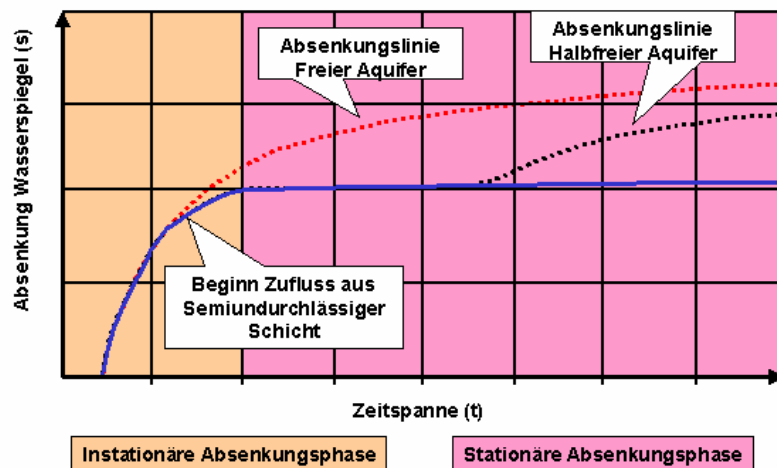 Absenkung Wasserspiegel (s)
Absenkungslinie
Freier Aquifer
Absenkungslinie
Halbfreier Aquifer
Beginn Zufluss aus
Semiundurchlässiger
Schicht
Zeitspanne (t)
Instationäre Absenkungsphase
Stationäre Absenkungsphase